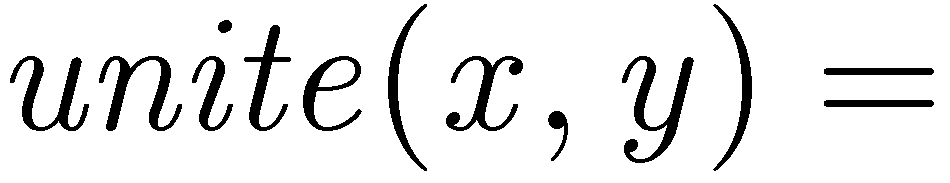 unite(x, y) =